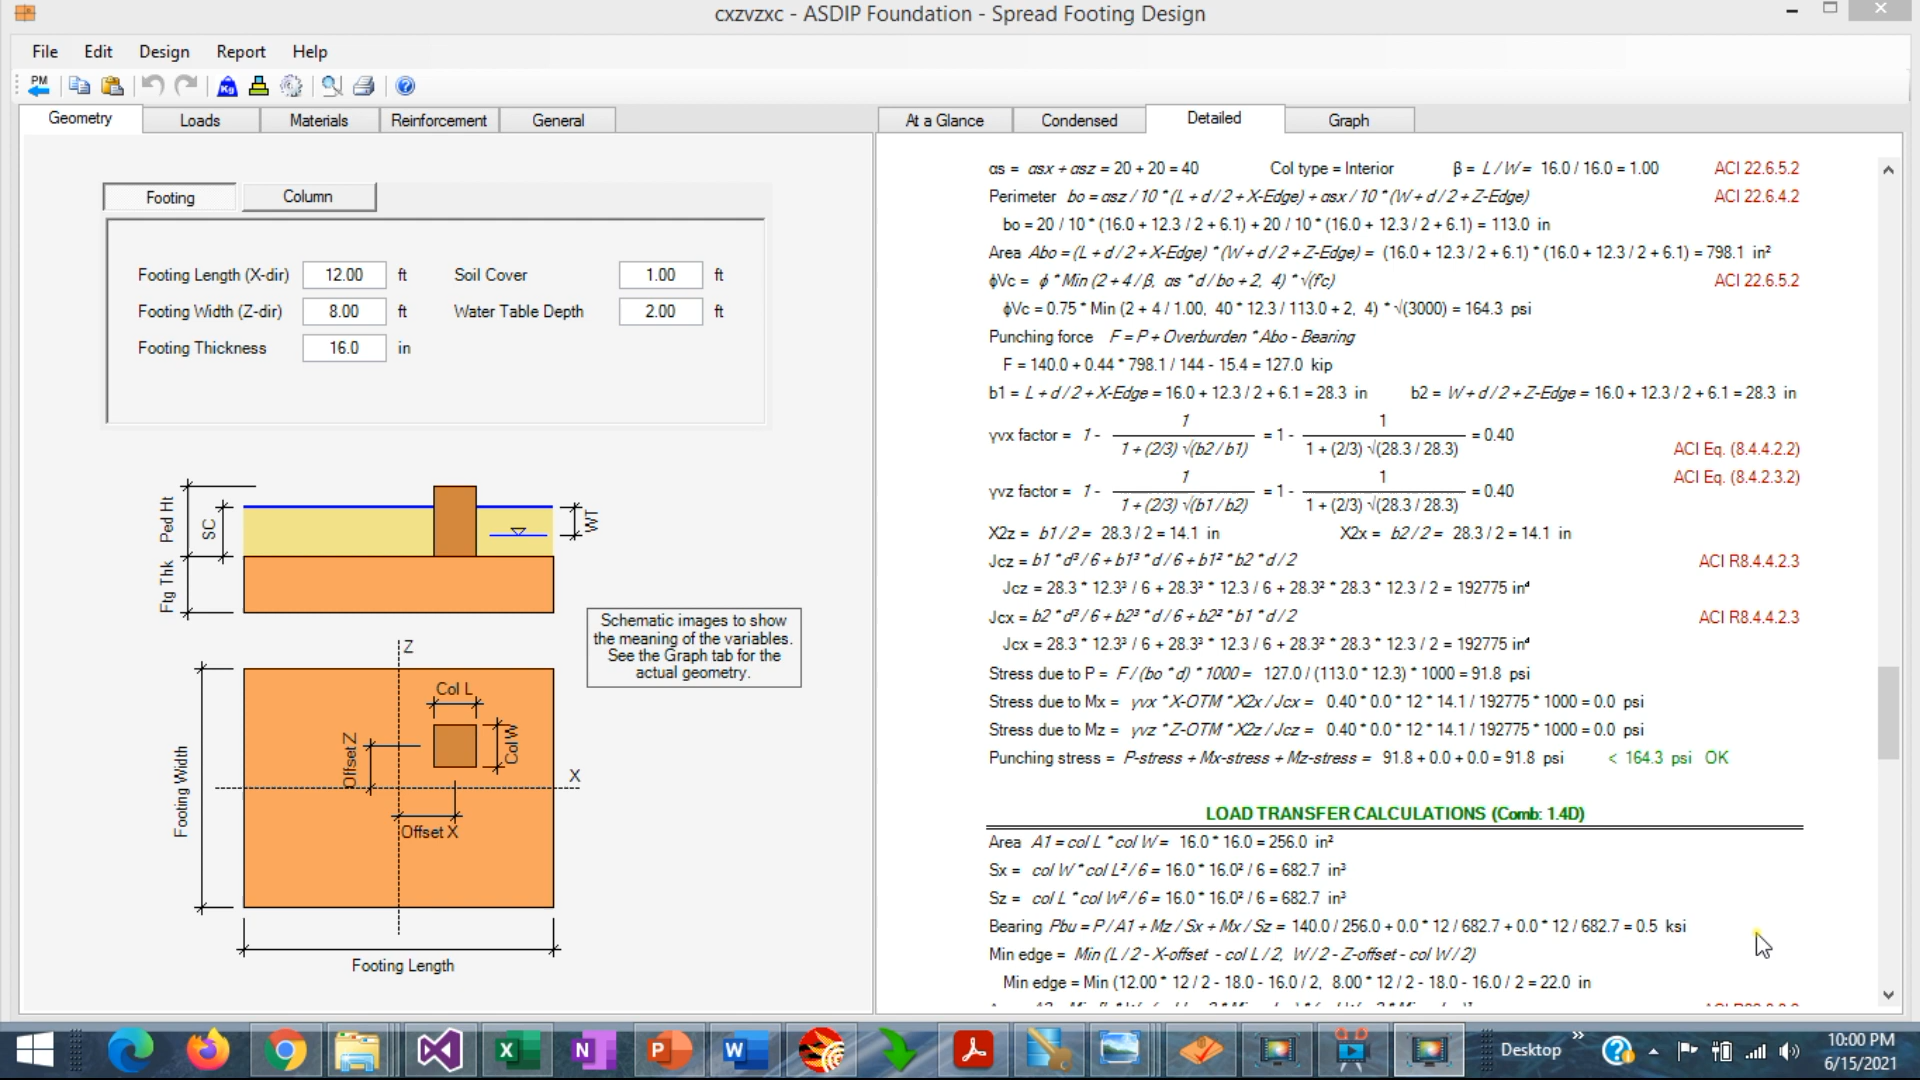 cxzvzxc - ASDIP Foundation - Spread Footing Design
File Edit Design Report Help
PM
Kg
Geometry Loads Materials Reinforcement General
At a Glance Condensed Detailed Graph
Footing Column
Footing Length (X-dir) 12.00 ft Soil Cover 1.00 ft
Footing Width (Z-dir) 8.00 ft Water Table Depth 2.00 ft
Footing Thickness 16.0 in
Ped Ht
SC
WT
Ftg Thk
Schematic images to show
the meaning of the variables.
See the Graph tab for the
actual geometry.
Z
Col L
Col W
Offset Z
X
Offset X
Footing Width
Footing Length
αs = αsx + αsz = 20 + 20 = 40 Col type = Interior β = L / W = 16.0 / 16.0 = 1.00 ACI 22.6.5.2
Perimeter bo = αsz / 10 * (L + d / 2 + X-Edge) + αsx / 10 * (W + d / 2 + Z-Edge) ACI 22.6.4.2
bo = 20 / 10 * (16.0 + 12.3 / 2 + 6.1) + 20 / 10 * (16.0 + 12.3 / 2 + 6.1) = 113.0 in
Area Abo = (L + d / 2 + X-Edge) * (W + d / 2 + Z-Edge) = (16.0 + 12.3 / 2 + 6.1) * (16.0 + 12.3 / 2 + 6.1) = 798.1 in²
ϕVc = ϕ * Min (2 + 4 / β, αs * d / bo + 2, 4) * √(f'c) ACI 22.6.5.2
ϕVc = 0.75 * Min (2 + 4 / 1.00, 40 * 12.3 / 113.0 + 2, 4) * √(3000) = 164.3 psi
Punching force F = P + Overburden * Abo - Bearing
F = 140.0 + 0.44 * 798.1 / 144 - 15.4 = 127.0 kip
b1 = L + d / 2 + X-Edge = 16.0 + 12.3 / 2 + 6.1 = 28.3 in b2 = W + d / 2 + Z-Edge = 16.0 + 12.3 / 2 + 6.1 = 28.3 in
1 1
γvx factor = 1 - = 1 - = 0.40
1 + (2/3) √(b2 / b1) 1 + (2/3) √(28.3 / 28.3) ACI Eq. (8.4.4.2.2)
1 1 ACI Eq. (8.4.2.3.2)
γvz factor = 1 - = 1 - = 0.40
1 + (2/3) √(b1 / b2) 1 + (2/3) √(28.3 / 28.3)
X2z = b1 / 2 = 28.3 / 2 = 14.1 in X2x = b2 / 2 = 28.3 / 2 = 14.1 in
Jcz = b1 * d³ / 6 + b1³ * d / 6 + b1² * b2 * d / 2 ACI R8.4.4.2.3
Jcz = 28.3 * 12.3³ / 6 + 28.3³ * 12.3 / 6 + 28.3² * 28.3 * 12.3 / 2 = 192775 in⁴
Jcx = b2 * d³ / 6 + b2³ * d / 6 + b2² * b1 * d / 2 ACI R8.4.4.2.3
Jcx = 28.3 * 12.3³ / 6 + 28.3³ * 12.3 / 6 + 28.3² * 28.3 * 12.3 / 2 = 192775 in⁴
Stress due to P = F / (bo * d) * 1000 = 127.0 / (113.0 * 12.3) * 1000 = 91.8 psi
Stress due to Mx = γvx * X-OTM * X2x / Jcx = 0.40 * 0.0 * 12 * 14.1 / 192775 * 1000 = 0.0 psi
Stress due to Mz = γvz * Z-OTM * X2z / Jcz = 0.40 * 0.0 * 12 * 14.1 / 192775 * 1000 = 0.0 psi
Punching stress = P-stress + Mx-stress + Mz-stress = 91.8 + 0.0 + 0.0 = 91.8 psi < 164.3 psi OK
LOAD TRANSFER CALCULATIONS (Comb: 1.4D)
Area A1 = col L * col W = 16.0 * 16.0 = 256.0 in²
Sx = col W * col L² / 6 = 16.0 * 16.0² / 6 = 682.7 in³
Sz = col L * col W² / 6 = 16.0 * 16.0² / 6 = 682.7 in³
Bearing Pbu = P / A1 + Mz / Sx + Mx / Sz = 140.0 / 256.0 + 0.0 * 12 / 682.7 + 0.0 * 12 / 682.7 = 0.5 ksi
Min edge = Min (L / 2 - X-offset - col L / 2, W / 2 - Z-offset - col W / 2)
Min edge = Min (12.00 * 12 / 2 - 18.0 - 16.0 / 2, 8.00 * 12 / 2 - 18.0 - 16.0 / 2 = 22.0 in
Desktop
10:00 PM
6/15/2021